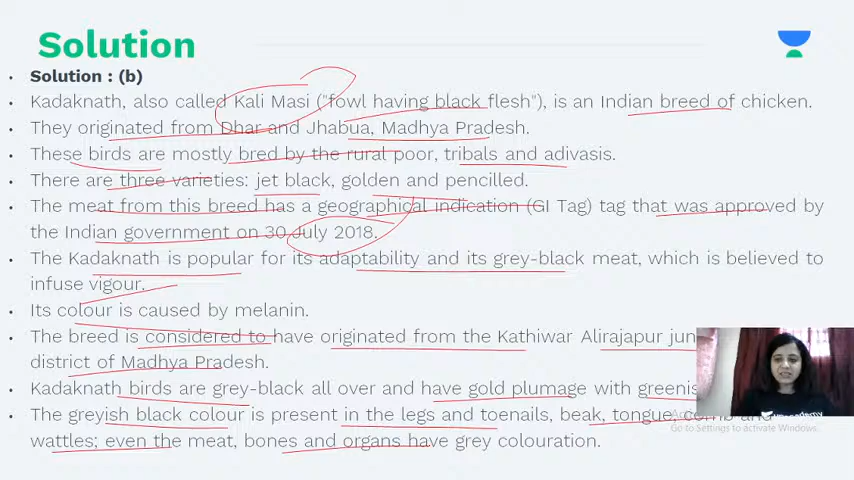 Solution
• Solution : (b)
• Kadaknath, also called Kali Masi ("fowl having black flesh"), is an Indian breed of chicken.
• They originated from Dhar and Jhabua, Madhya Pradesh.
• These birds are mostly bred by the rural poor, tribals and adivasis.
• There are three varieties: jet black, golden and pencilled.
• The meat from this breed has a geographical indication (GI Tag) tag that was approved by
the Indian government on 30 July 2018.
• The Kadaknath is popular for its adaptability and its grey-black meat, which is believed to
infuse vigour.
• Its colour is caused by melanin.
• The breed is considered to have originated from the Kathiwar Alirajapur
district of Madhya Pradesh.
• Kadaknath birds are grey-black all over and have gold plumage with
• The greyish black colour is present in the legs and toenails, beak, tongue,
wattles; even the meat, bones and organs have grey colouration.
Go to Settings to activate Windows.